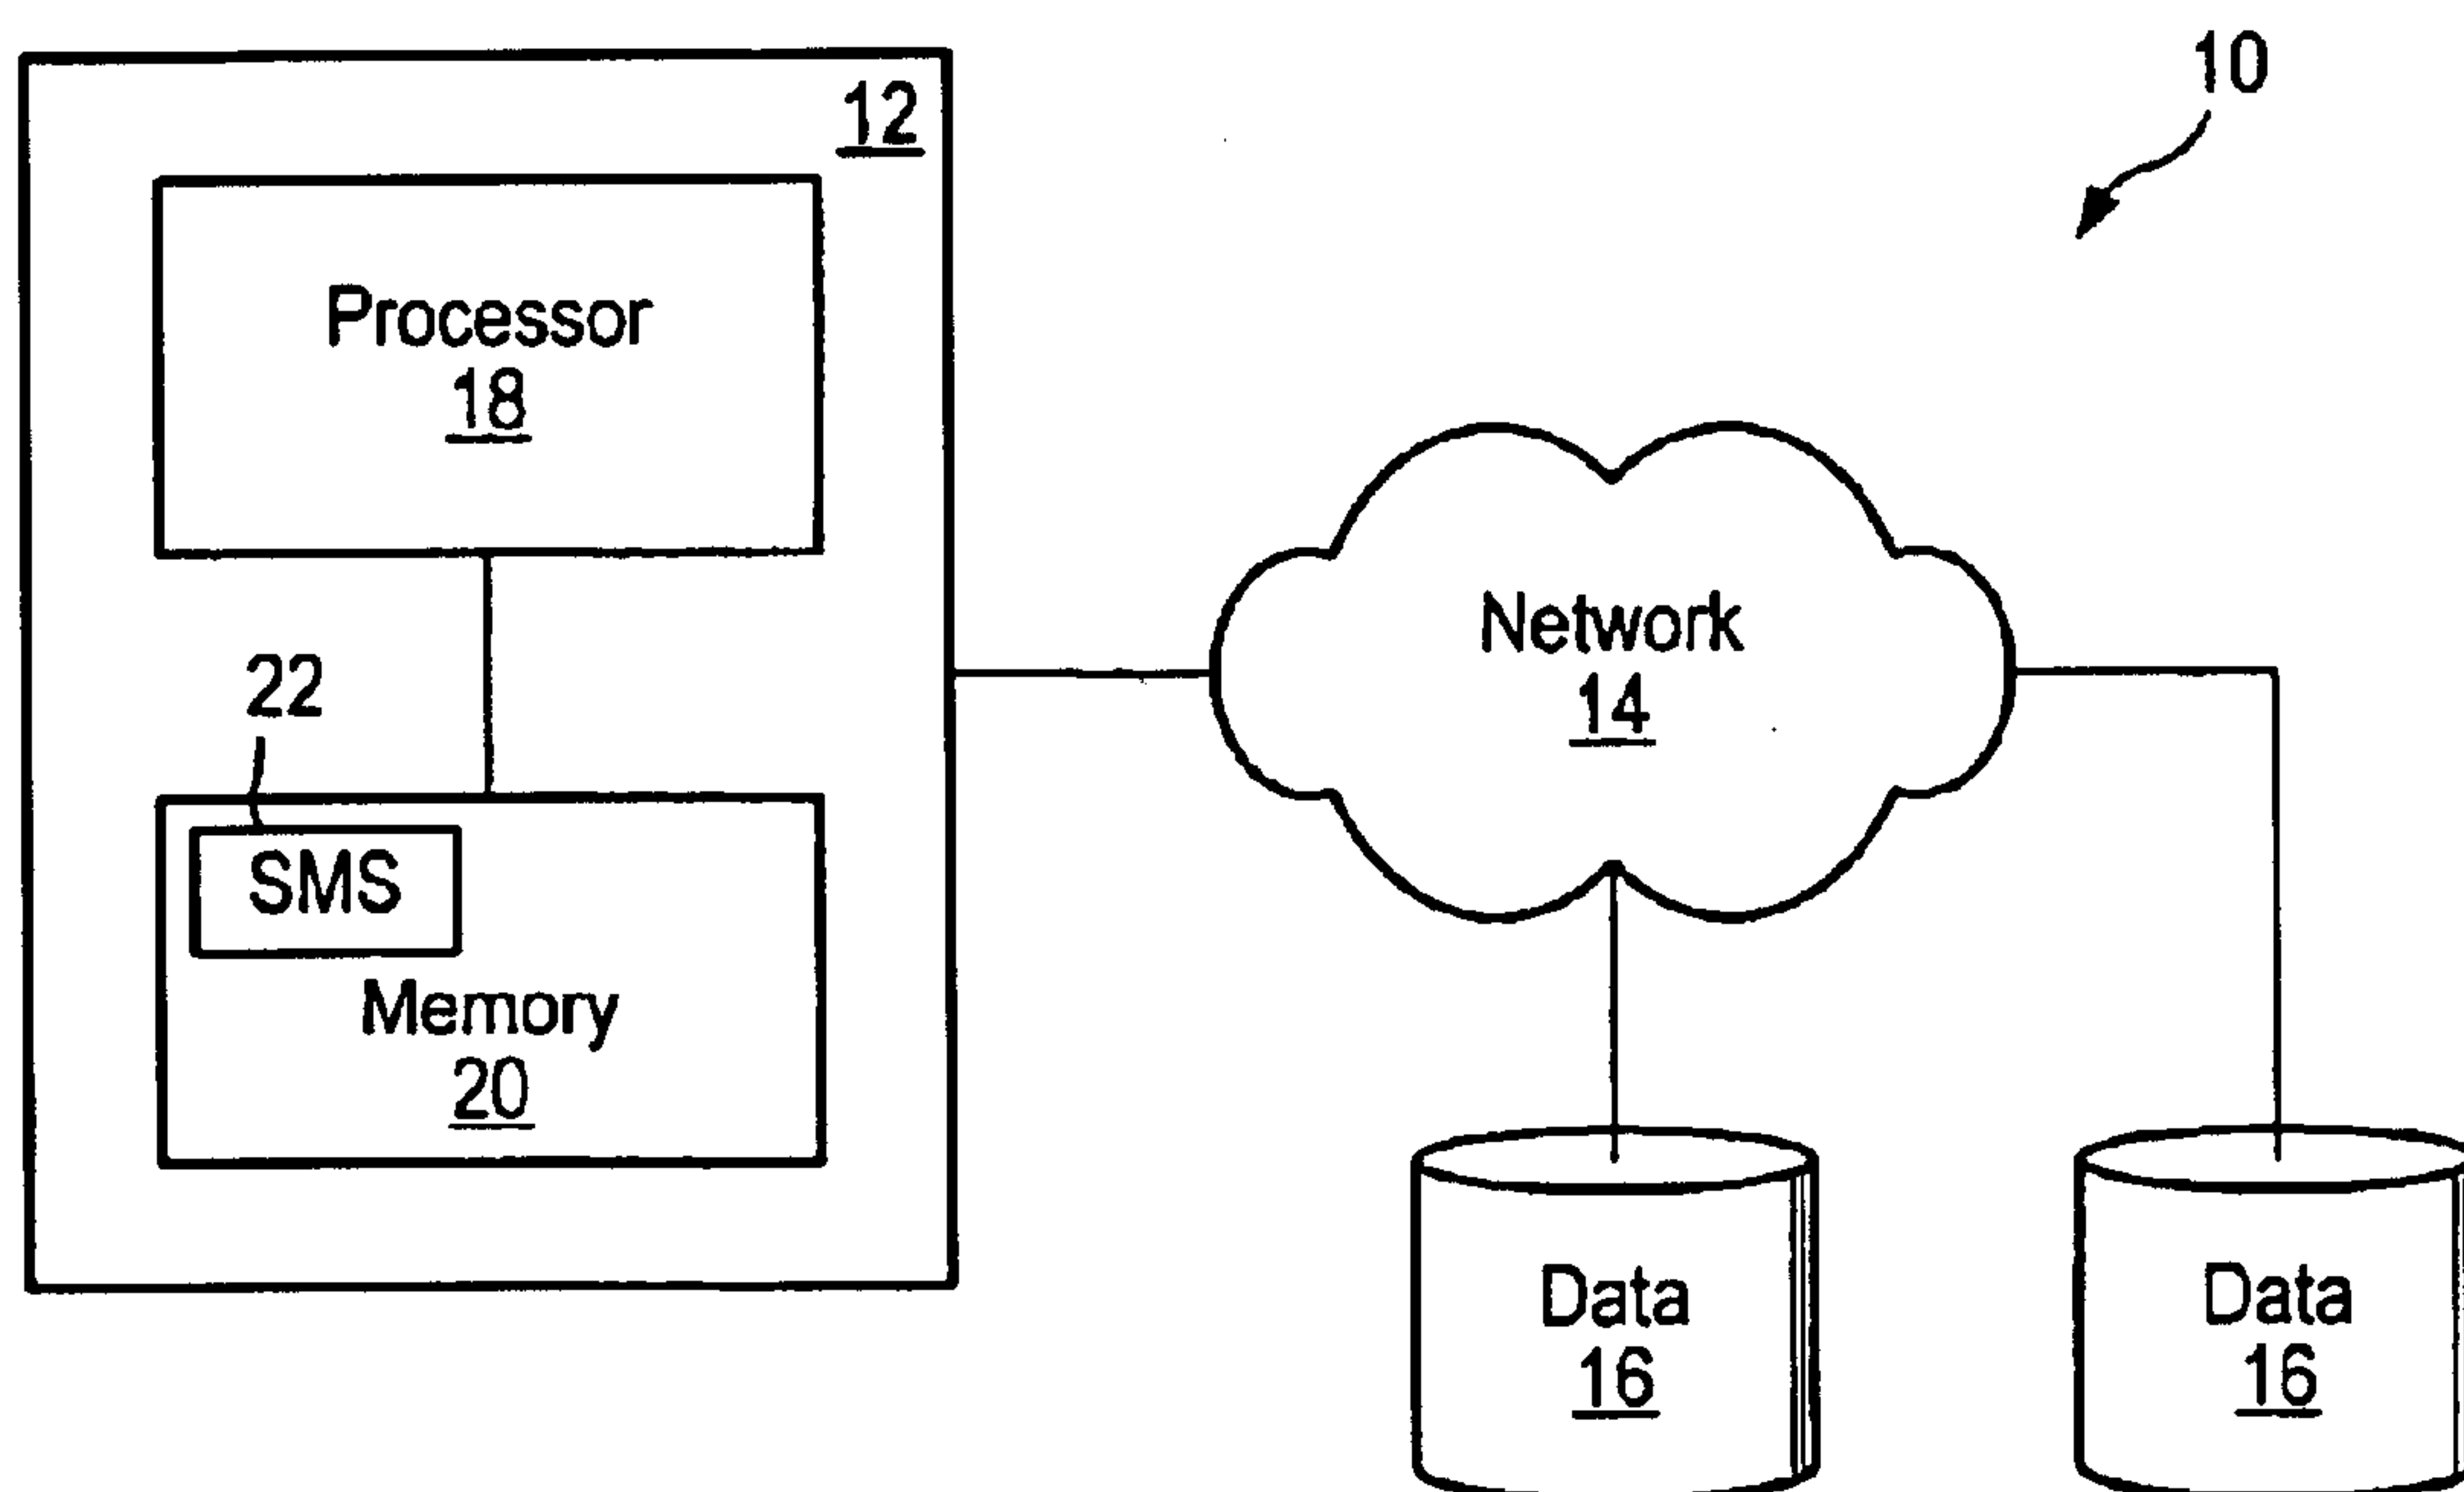 10
12
Processor
18
22
SMS
Memory
20
Network
14
Data
16
Data
16